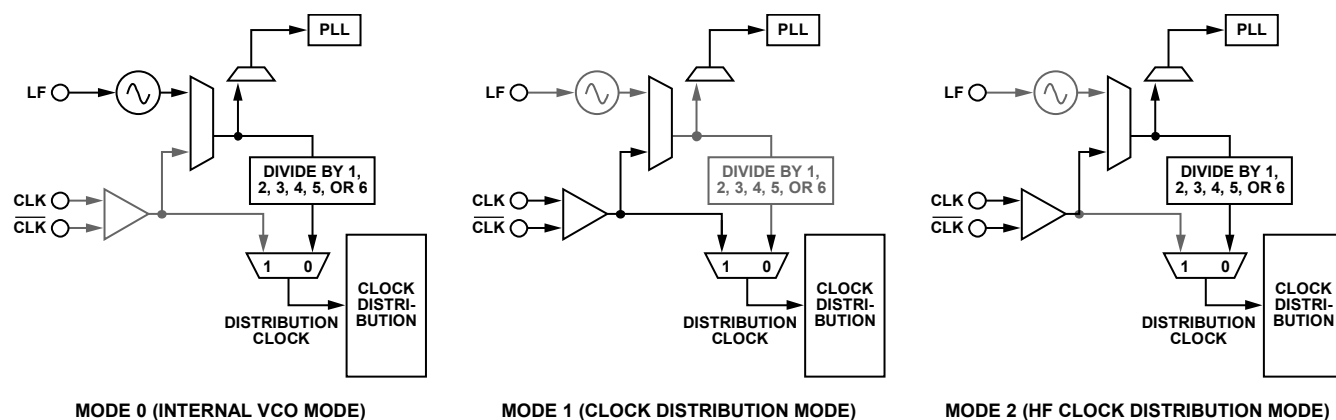 PLL
LF
DIVIDE BY 1,
2, 3, 4, 5, OR 6
CLK
CLK
1 0
CLOCK
DISTRI-
BUTION
DISTRIBUTION
CLOCK
MODE 0 (INTERNAL VCO MODE)
PLL
LF
DIVIDE BY 1,
2, 3, 4, 5, OR 6
CLK
CLK
1 0
CLOCK
DISTRI-
BUTION
DISTRIBUTION
CLOCK
MODE 1 (CLOCK DISTRIBUTION MODE)
PLL
LF
DIVIDE BY 1,
2, 3, 4, 5, OR 6
CLK
CLK
1 0
CLOCK
DISTRI-
BUTION
DISTRIBUTION
CLOCK
MODE 2 (HF CLOCK DISTRIBUTION MODE)